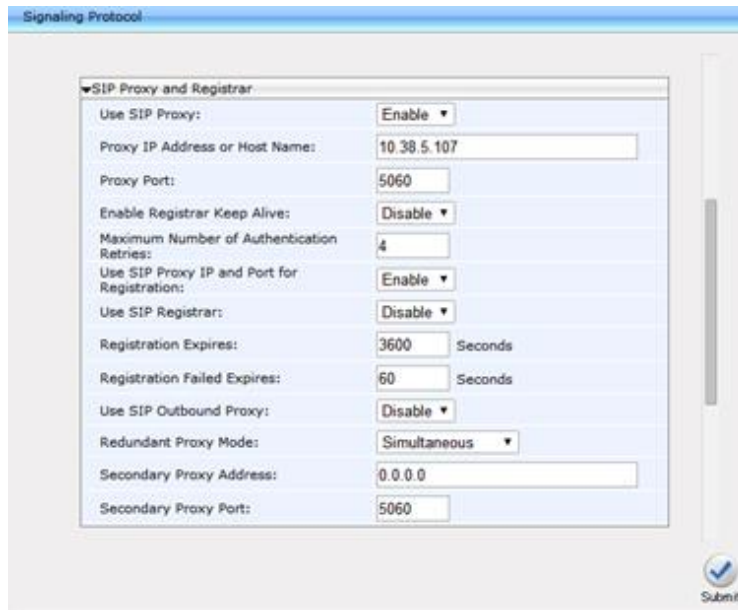 Signaling Protocol
SIP Proxy and Registrar
Use SIP Proxy: Enable
Proxy IP Address or Host Name: 10.38.5.107
Proxy Port: 5060
Enable Registrar Keep Alive: Disable
Maximum Number of Authentication
Retries: 4
Use SIP Proxy IP and Port for
Registration: Enable
Use SIP Registrar: Disable
Registration Expires: 3600 Seconds
Registration Failed Expires: 60 Seconds
Use SIP Outbound Proxy: Disable
Redundant Proxy Mode: Simultaneous
Secondary Proxy Address: 0.0.0.0
Secondary Proxy Port: 5060
Submit